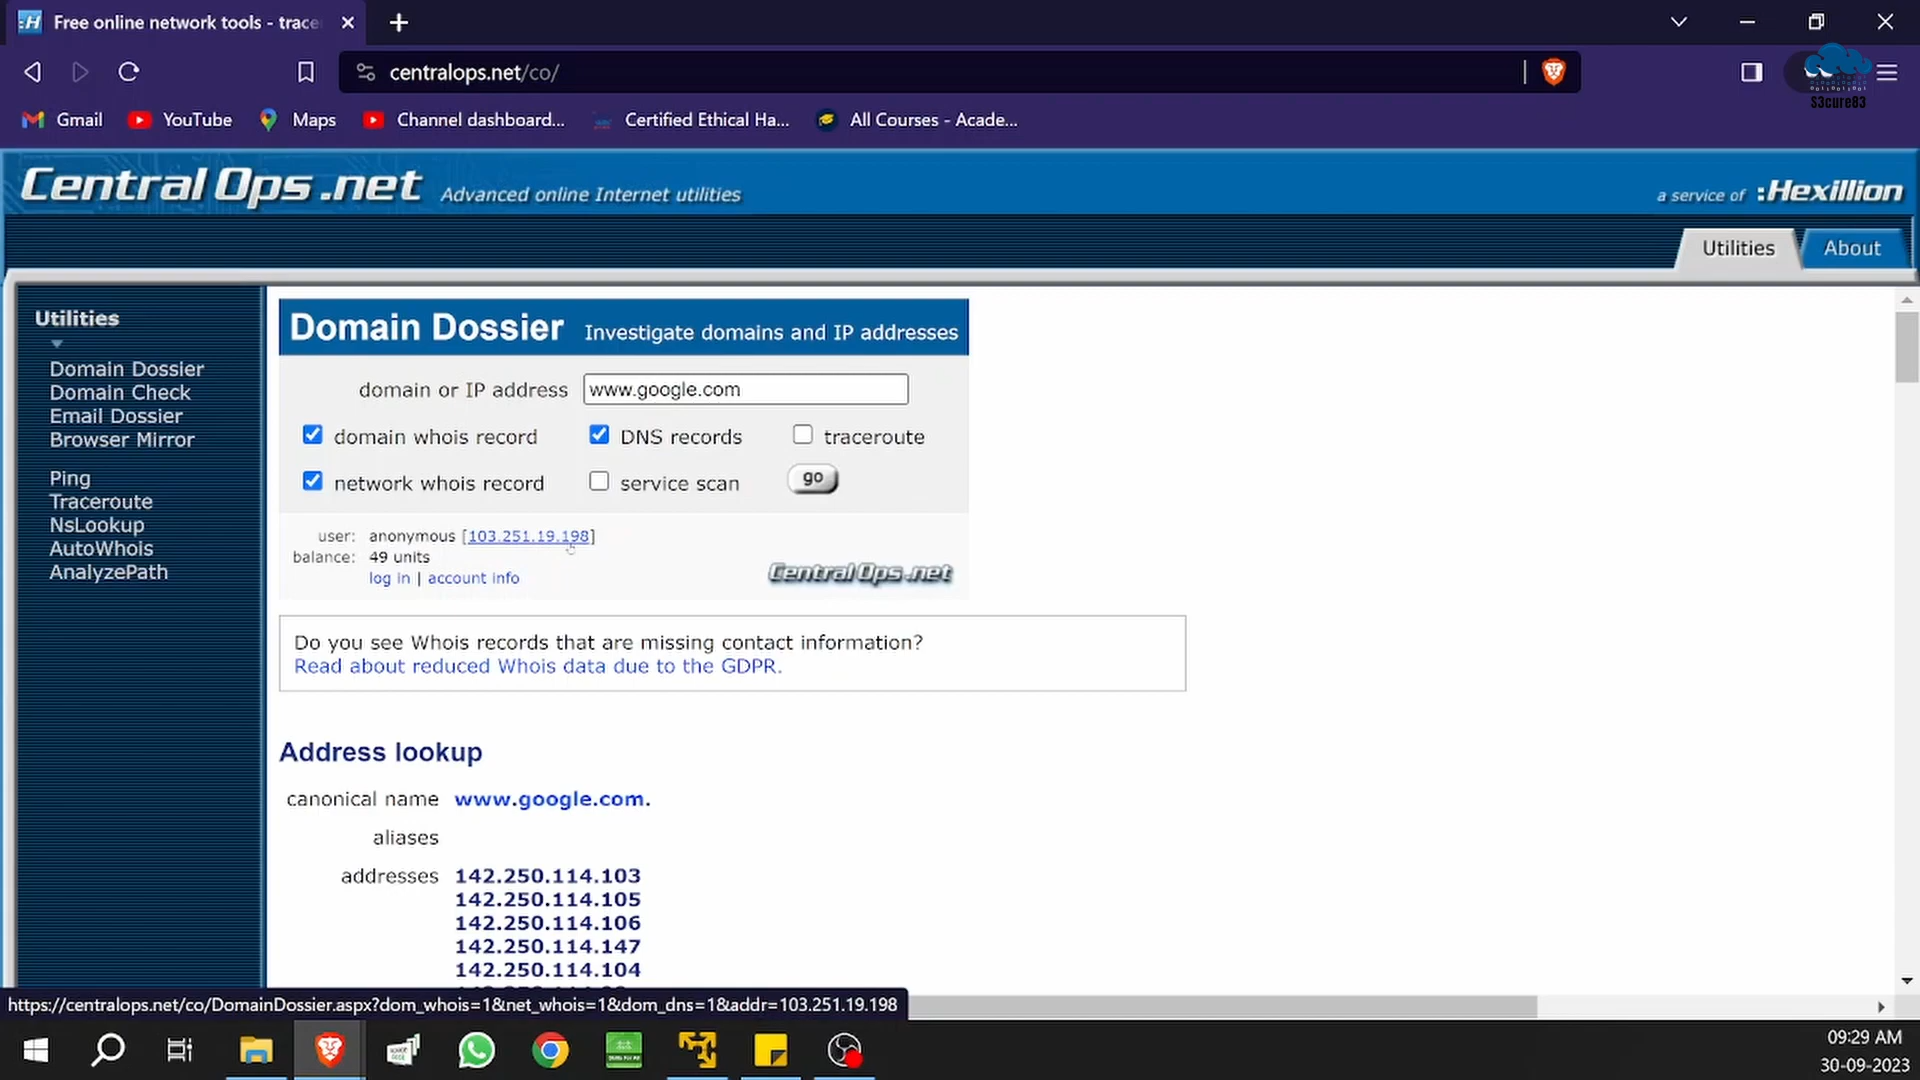 Free online network tools - trace
centralops.net/co/
S3cure83
Gmail
YouTube
Maps
Channel dashboard...
Certified Ethical Ha...
All Courses - Acade...
CentralOps.net
Advanced online Internet utilities
a service of :Hexillion
Utilities
About
Utilities
Domain Dossier
Domain Check
Email Dossier
Browser Mirror
Ping
Traceroute
NsLookup
AutoWhois
AnalyzePath
Domain Dossier Investigate domains and IP addresses
domain or IP address www.google.com
domain whois record DNS records traceroute
network whois record service scan go
user: anonymous [103.251.19.198]
balance: 49 units
log in | account info
CentralOps.net
Do you see Whois records that are missing contact information?
Read about reduced Whois data due to the GDPR.
Address lookup
canonical name www.google.com.
aliases
addresses 142.250.114.103
142.250.114.105
142.250.114.106
142.250.114.147
142.250.114.104
https://centralops.net/co/DomainDossier.aspx?dom_whois=1&net_whois=1&dom_dns=1&addr=103.251.19.198
09:29 AM
30-09-2023